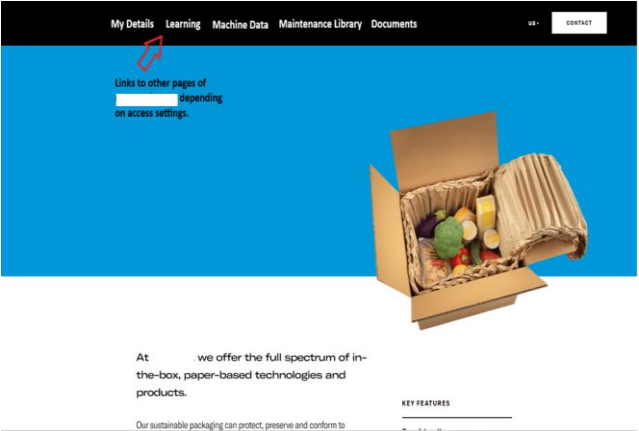 My Details Learning Machine Data Maintenance Library Documents US CONTACT
Links to other pages of
depending
on access settings.
At we offer the full spectrum of in-
the-box, paper-based technologies and
products.
KEY FEATURES
Our sustainable packaging can protect, preserve and conform to